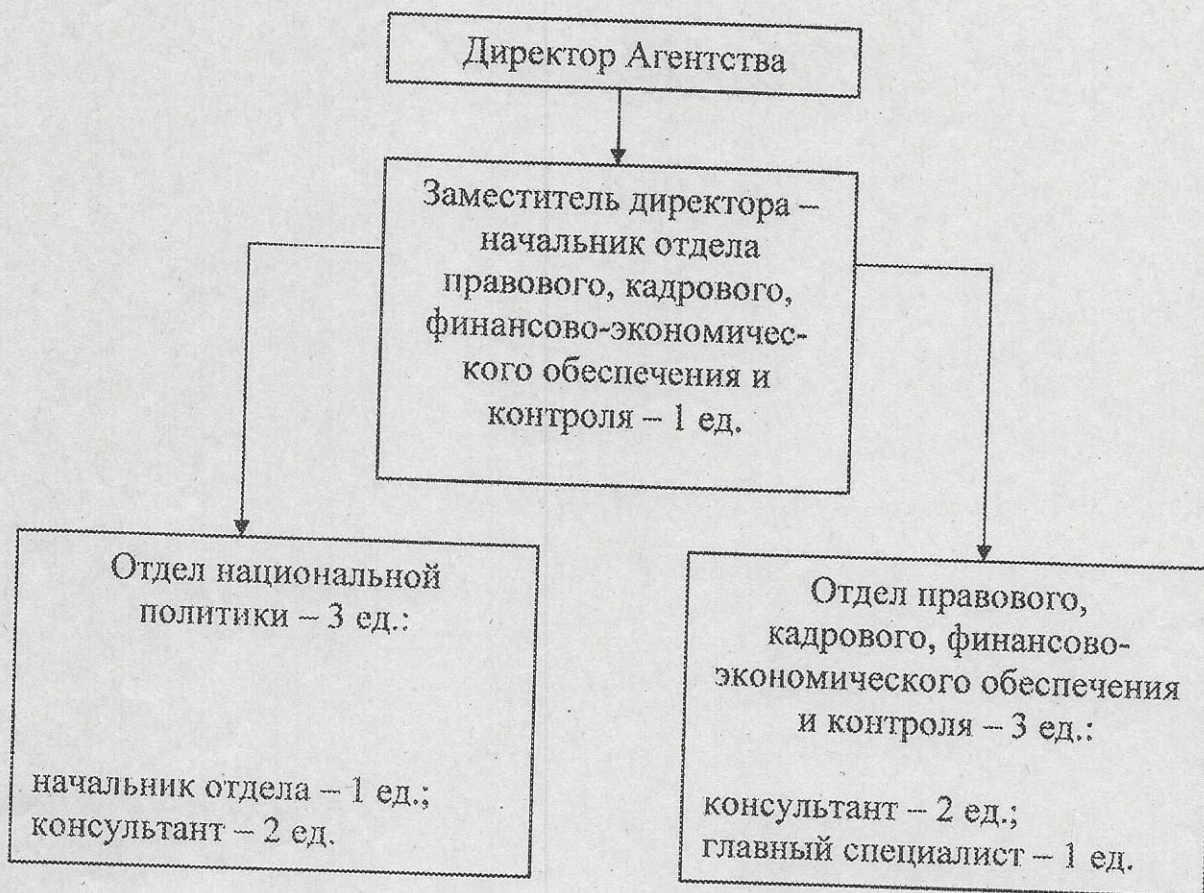 Директор Агентства
Заместитель директора –
начальник отдела
правового, кадрового,
финансово-экономичес-
кого обеспечения и
контроля – 1 ед.
Отдел национальной
политики – 3 ед.:
начальник отдела – 1 ед.;
консультант – 2 ед.
Отдел правового,
кадрового, финансово-
экономического обеспечения
и контроля – 3 ед.:
консультант – 2 ед.;
главный специалист – 1 ед.